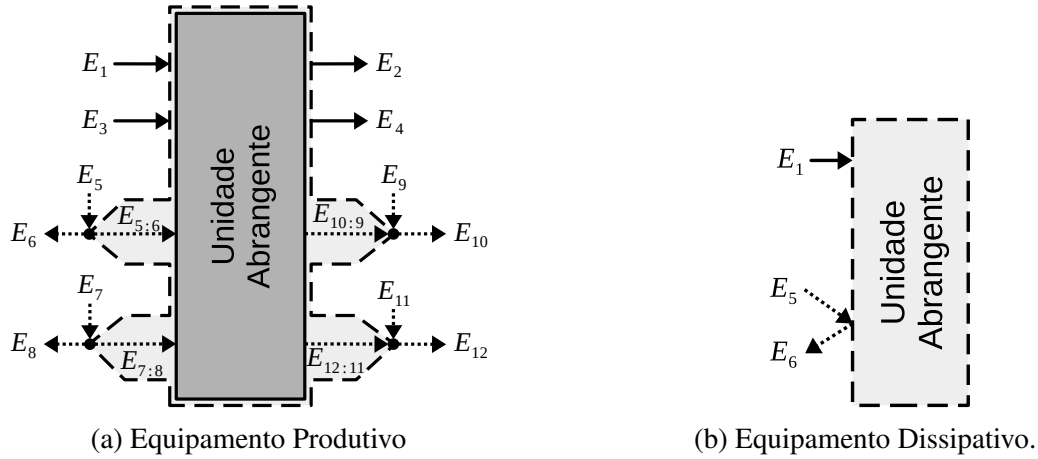 E1 E2
E3 E4
E5 E9
E6 E5:6 E10:9 E10
E7 E11
E8 E7:8 E12:11 E12
Unidade
Abrangente
(a) Equipamento Produtivo
E1
E5
E6
Unidade
Abrangente
(b) Equipamento Dissipativo.